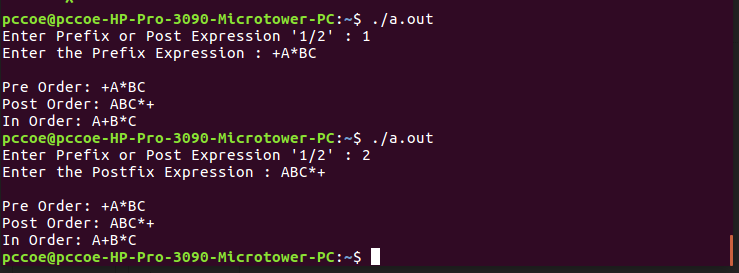 pccoe@pccoe-HP-Pro-3090-Microtower-PC:~$ ./a.out
Enter Prefix or Post Expression '1/2' : 1
Enter the Prefix Expression : +A*BC
Pre Order: +A*BC
Post Order: ABC*+
In Order: A+B*C
pccoe@pccoe-HP-Pro-3090-Microtower-PC:~$ ./a.out
Enter Prefix or Post Expression '1/2' : 2
Enter the Postfix Expression : ABC*+
Pre Order: +A*BC
Post Order: ABC*+
In Order: A+B*C
pccoe@pccoe-HP-Pro-3090-Microtower-PC:~$